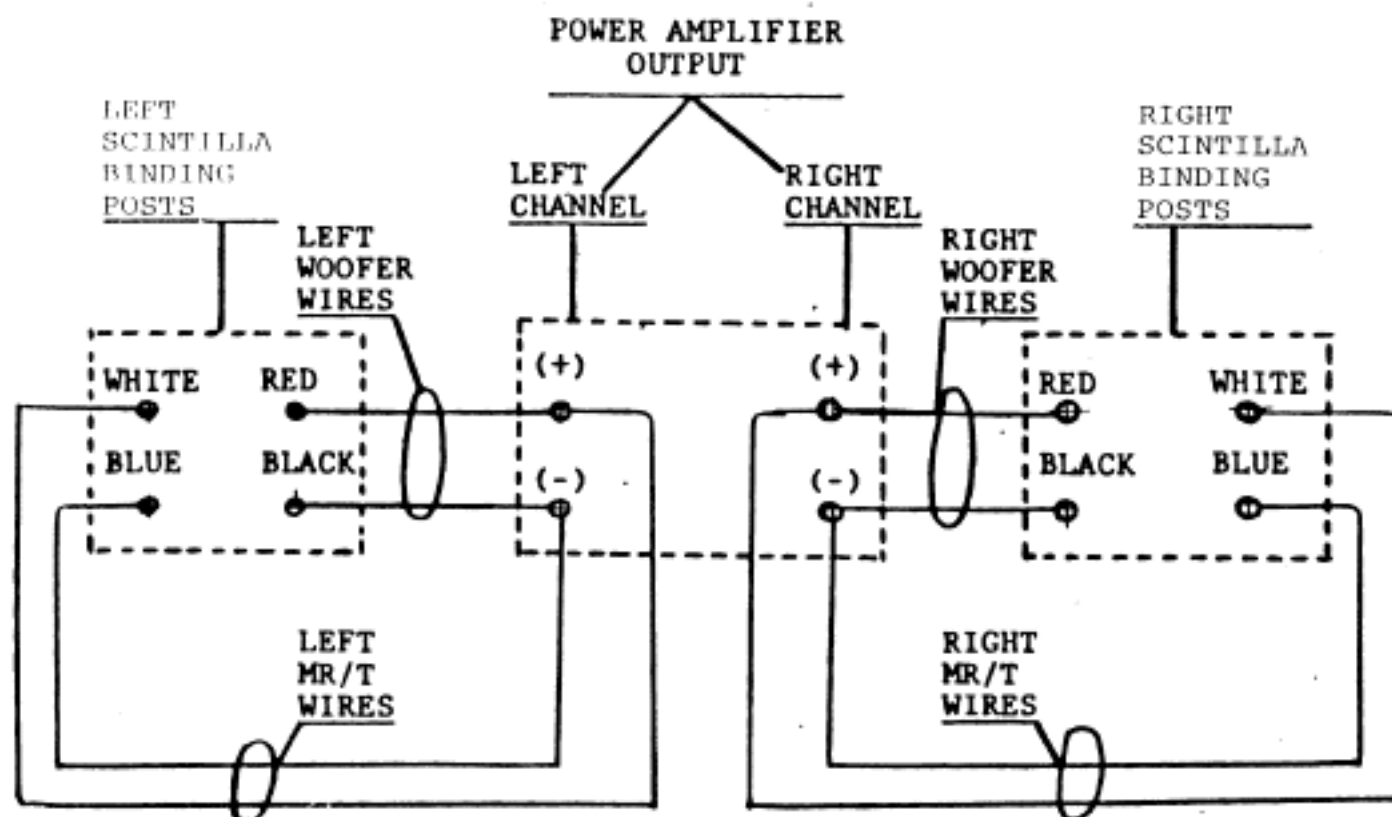 POWER AMPLIFIER
OUTPUT
LEFT
SCINTILLA
BINDING
POSTS
LEFT
CHANNEL
RIGHT
CHANNEL
RIGHT
SCINTILLA
BINDING
POSTS
LEFT
WOOFER
WIRES
RIGHT
WOOFER
WIRES
WHITE RED
BLUE BLACK
(+) (+)
(-) (-)
RED WHITE
BLACK BLUE
LEFT
MR/T
WIRES
RIGHT
MR/T
WIRES